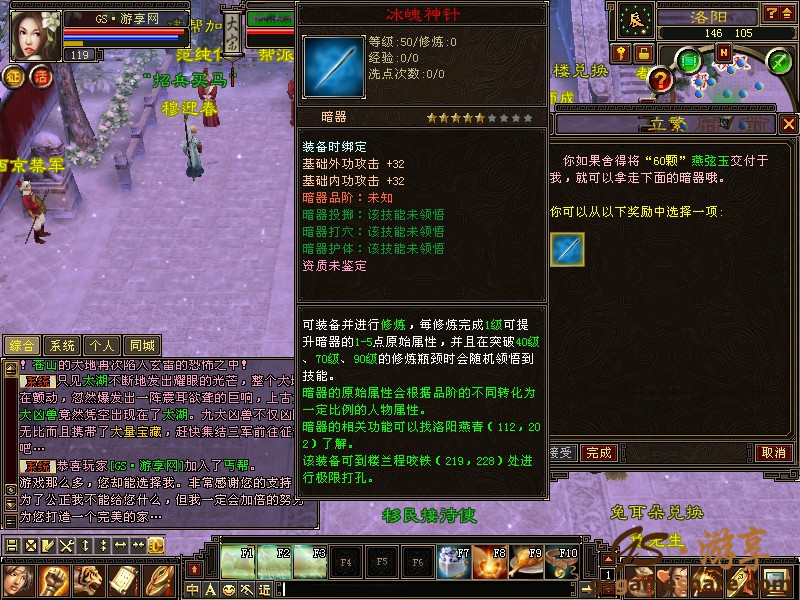 GS·游享网
119
征
活
"招兵买马"
穆迎春
西京禁军
帮派
冰魄神针
等级:50/修炼:0
经验:0/0
洗点次数:0/0
暗器
装备时绑定
基础外功攻击 +32
基础内功攻击 +32
暗器品阶：未知
暗器投掷：该技能未领悟
暗器打穴：该技能未领悟
暗器护体：该技能未领悟
资质未鉴定
可装备并进行修炼，每修炼完成1级可提
升暗器的1-5点原始属性，并且在突破40级
、70级、90级的修炼瓶颈时会随机领悟到
技能。
暗器的原始属性会根据品阶的不同转化为
一定比例的人物属性。
暗器的相关功能可以找洛阳燕青（112，20
2）了解。
该装备可到楼兰程咬铁（219，228）处进
行极限打孔。
辰
洛阳
146 105
N
楼兑换
你如果舍得将"60颗"燕弦玉交付于
我，就可以拿走下面的暗器哦。
你可以从以下奖励中选择一项:
接受
完成
取消
综合
系统
个人
同城
！苍山的大地再次陷入玄雷的恐怖之中！
只见太湖不断地发出耀眼的光芒，整个大地
在颤动，忽然爆发出一阵震耳欲聋的巨响，上古
大凶兽竟然凭空出现在了太湖。九大凶兽不仅凶
无比而且携带了大量宝藏，赶快集结三军前往征
吧…
恭喜玩家[GS·游享网]加入了丐帮。
游戏那么多，您却能选择我。非常感谢您的支持
为了公正我不能给您什么，但我一定会加倍的努力
为您打造一个完美的家…
移民接待使
兔耳朵兑换
GS·游享
F1
F2
F3
F4
F5
F6
F7
F8
F9
F10
中
A
近
1